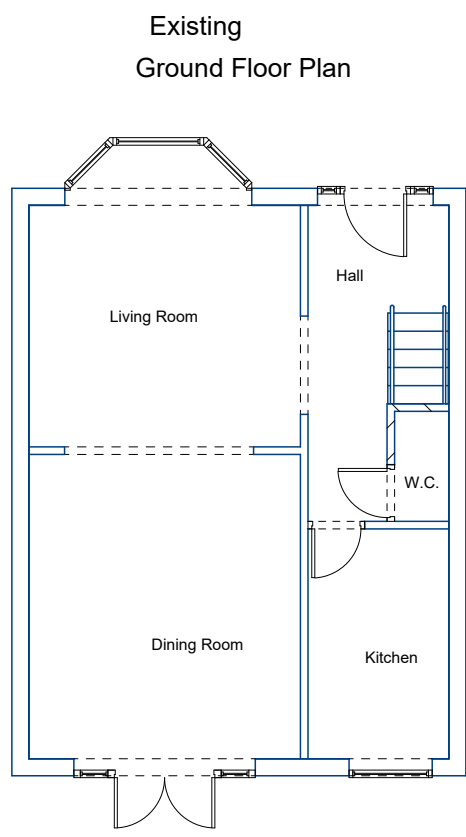 Existing
Ground Floor Plan
Hall
Living Room
W.C.
Dining Room
Kitchen